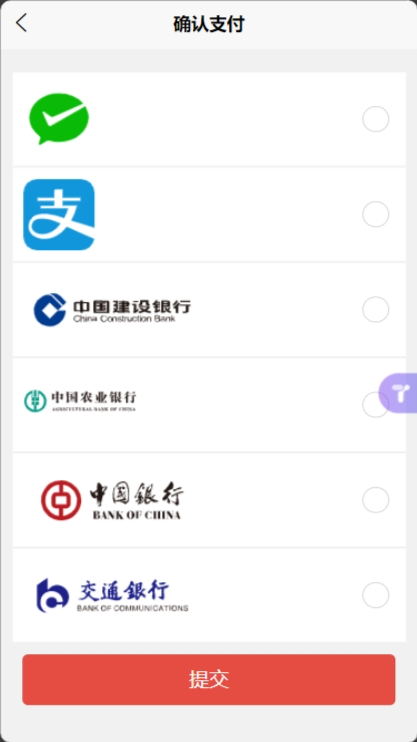 确认支付
支
中国建设银行
China Construction Bank
中国农业银行
AGRICULTURAL BANK OF CHINA
中國銀行
BANK OF CHINA
交通银行
BANK OF COMMUNICATIONS
提交